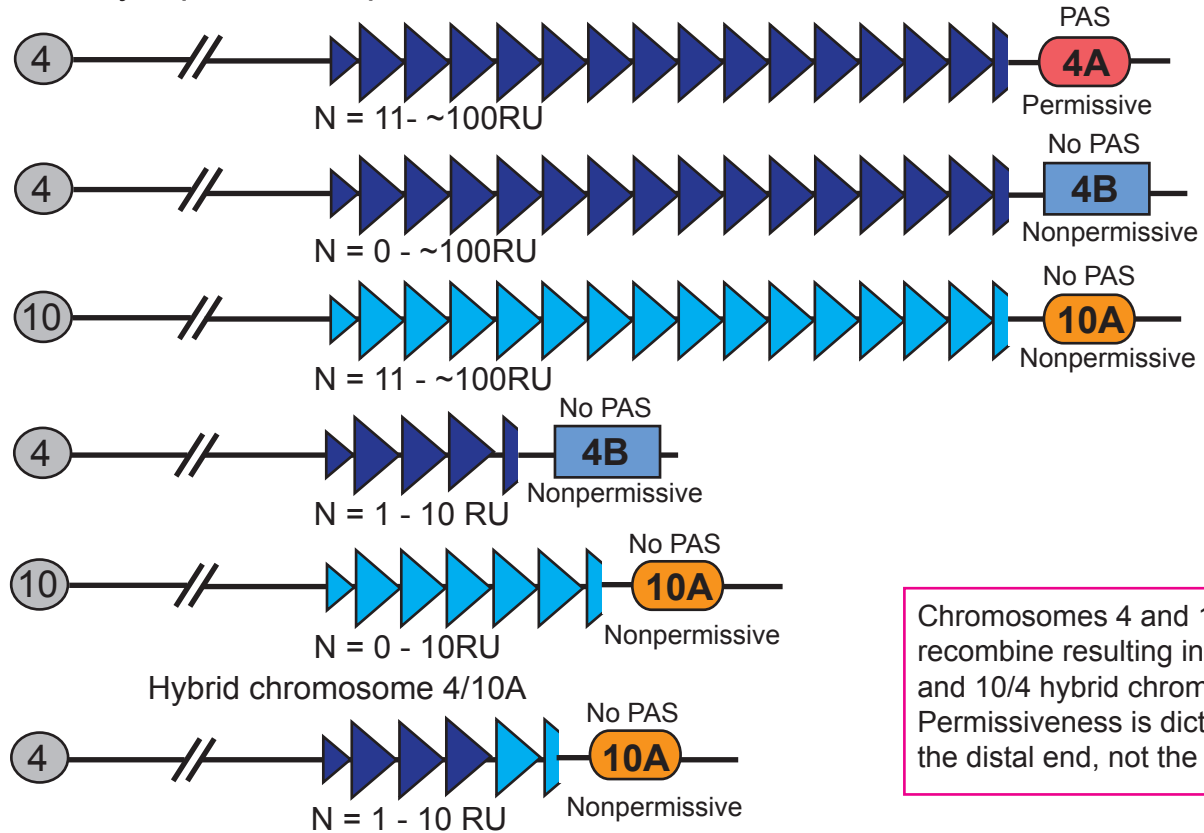 PAS
4
4A
Permissive
N = 11- ~100RU
No PAS
4
4B
Nonpermissive
N = 0 - ~100RU
No PAS
10
10A
Nonpermissive
N = 11 - ~100RU
No PAS
4
4B
Nonpermissive
N = 1 - 10 RU
No PAS
10
10A
Nonpermissive
N = 0 - 10RU
Hybrid chromosome 4/10A
No PAS
4
10A
Nonpermissive
N = 1 - 10 RU
Chromosomes 4 and
recombine resulting in
and 10/4 hybrid
Permissiveness is
the distal end, not the